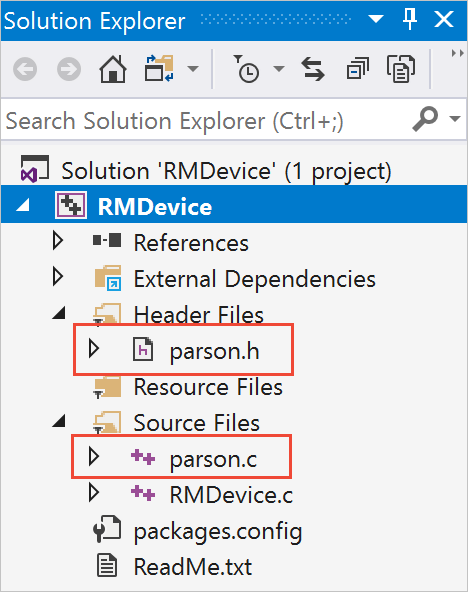 Solution Explorer
Search Solution Explorer (Ctrl+;)
Solution 'RMDevice' (1 project)
RMDevice
References
External Dependencies
Header Files
parson.h
Resource Files
Source Files
parson.c
RMDevice.c
packages.config
ReadMe.txt